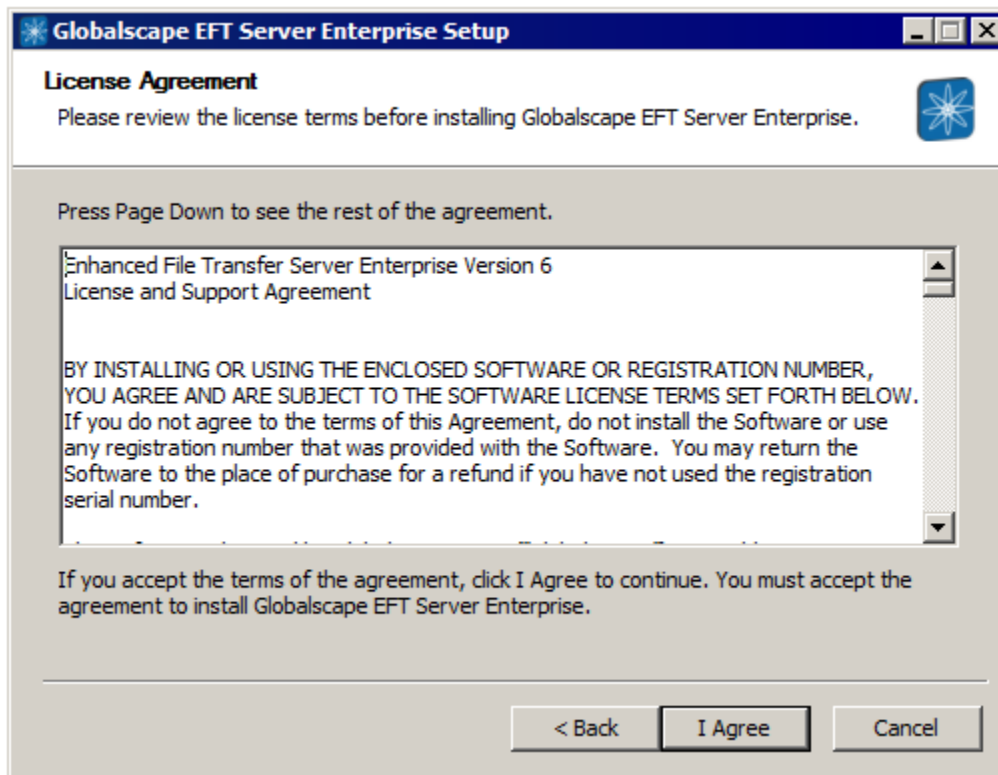 Globalscape EFT Server Enterprise Setup
License Agreement
Please review the license terms before installing Globalscape EFT Server Enterprise.
Press Page Down to see the rest of the agreement.
Enhanced File Transfer Server Enterprise Version 6
License and Support Agreement
BY INSTALLING OR USING THE ENCLOSED SOFTWARE OR REGISTRATION NUMBER,
YOU AGREE AND ARE SUBJECT TO THE SOFTWARE LICENSE TERMS SET FORTH BELOW.
If you do not agree to the terms of this Agreement, do not install the Software or use
any registration number that was provided with the Software.  You may return the
Software to the place of purchase for a refund if you have not used the registration
serial number.
If you accept the terms of the agreement, click I Agree to continue. You must accept the
agreement to install Globalscape EFT Server Enterprise.
< Back
I Agree
Cancel